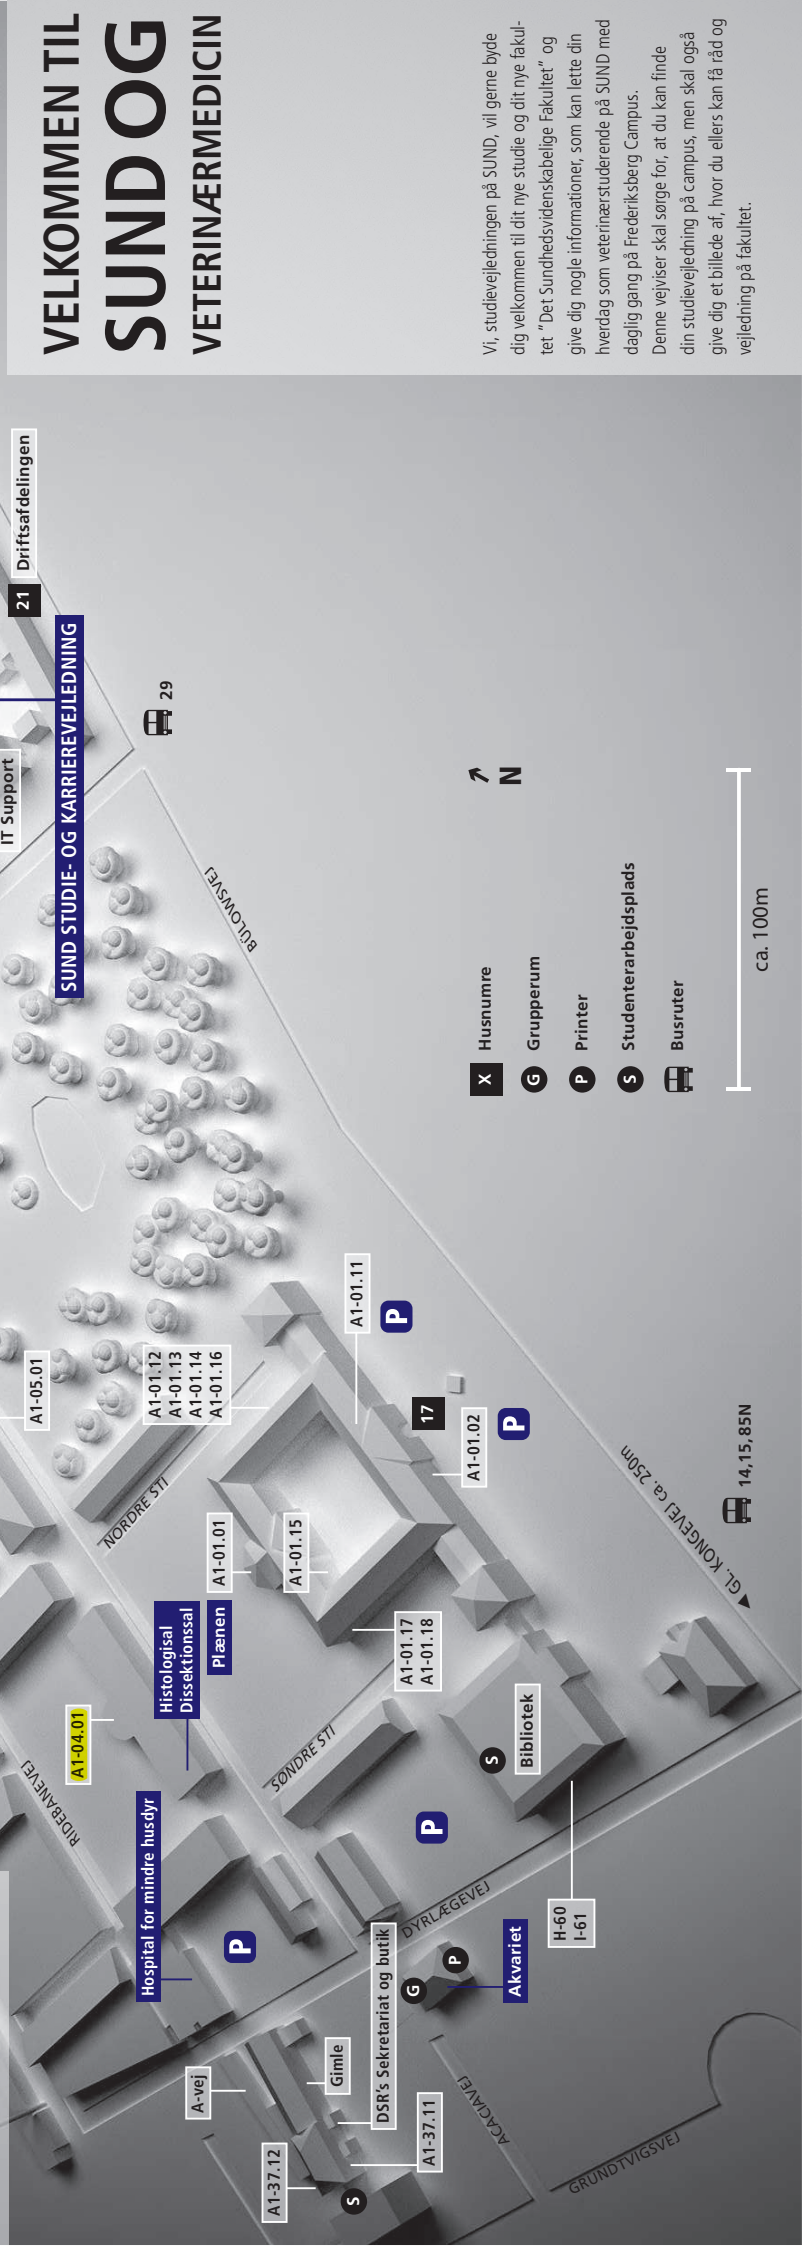 VELKOMMEN TIL
SUND OG
VETERINÆRMEDICIN
Vi, studievejledningen på SUND, vil gerne byde
dig velkommen til dit nye studie og dit nye fakul-
tet ”Det Sundhedsvidenskabelige Fakultet” og
give dig nogle informationer, som kan lette din
hverdag som veterinærstuderende på SUND med
daglig gang på Frederiksberg Campus.
Denne vejviser skal sørge for, at du kan finde
din studievejledning på campus, men skal også
give dig et billede af, hvor du ellers kan få råd og
vejledning på fakultet.
21 Driftsafdelingen
IT Support
SUND STUDIE- OG KARRIEREVEJLEDNING
29
BÜLOWSVEJ
N
X Husnumre
G Grupperum
P Printer
S Studenterarbejdsplads
Busruter
ca. 100m
A1-05.01
A1-01.12
A1-01.13
A1-01.14
A1-01.16
A1-01.11
P
NORDRE STI
17
A1-01.02
P
A1-01.01
A1-01.15
Histologisal
Dissektionssal
Plænen
A1-01.17
A1-01.18
GL. KONGEVEJ ca. 250m
14,15,85N
A1-04.01
RIDEBANEVEJ
SØNDRE STI
S
Bibliotek
Hospital for mindre husdyr
P
P
DYRLÆGEVEJ
H-60
I-61
A-vej
Gimle
DSR’s Sekretariat og butik
G
P
Akvariet
A1-37.12
A1-37.11
S
ACACIAVEJ
GRUNDTVIGSVEJ